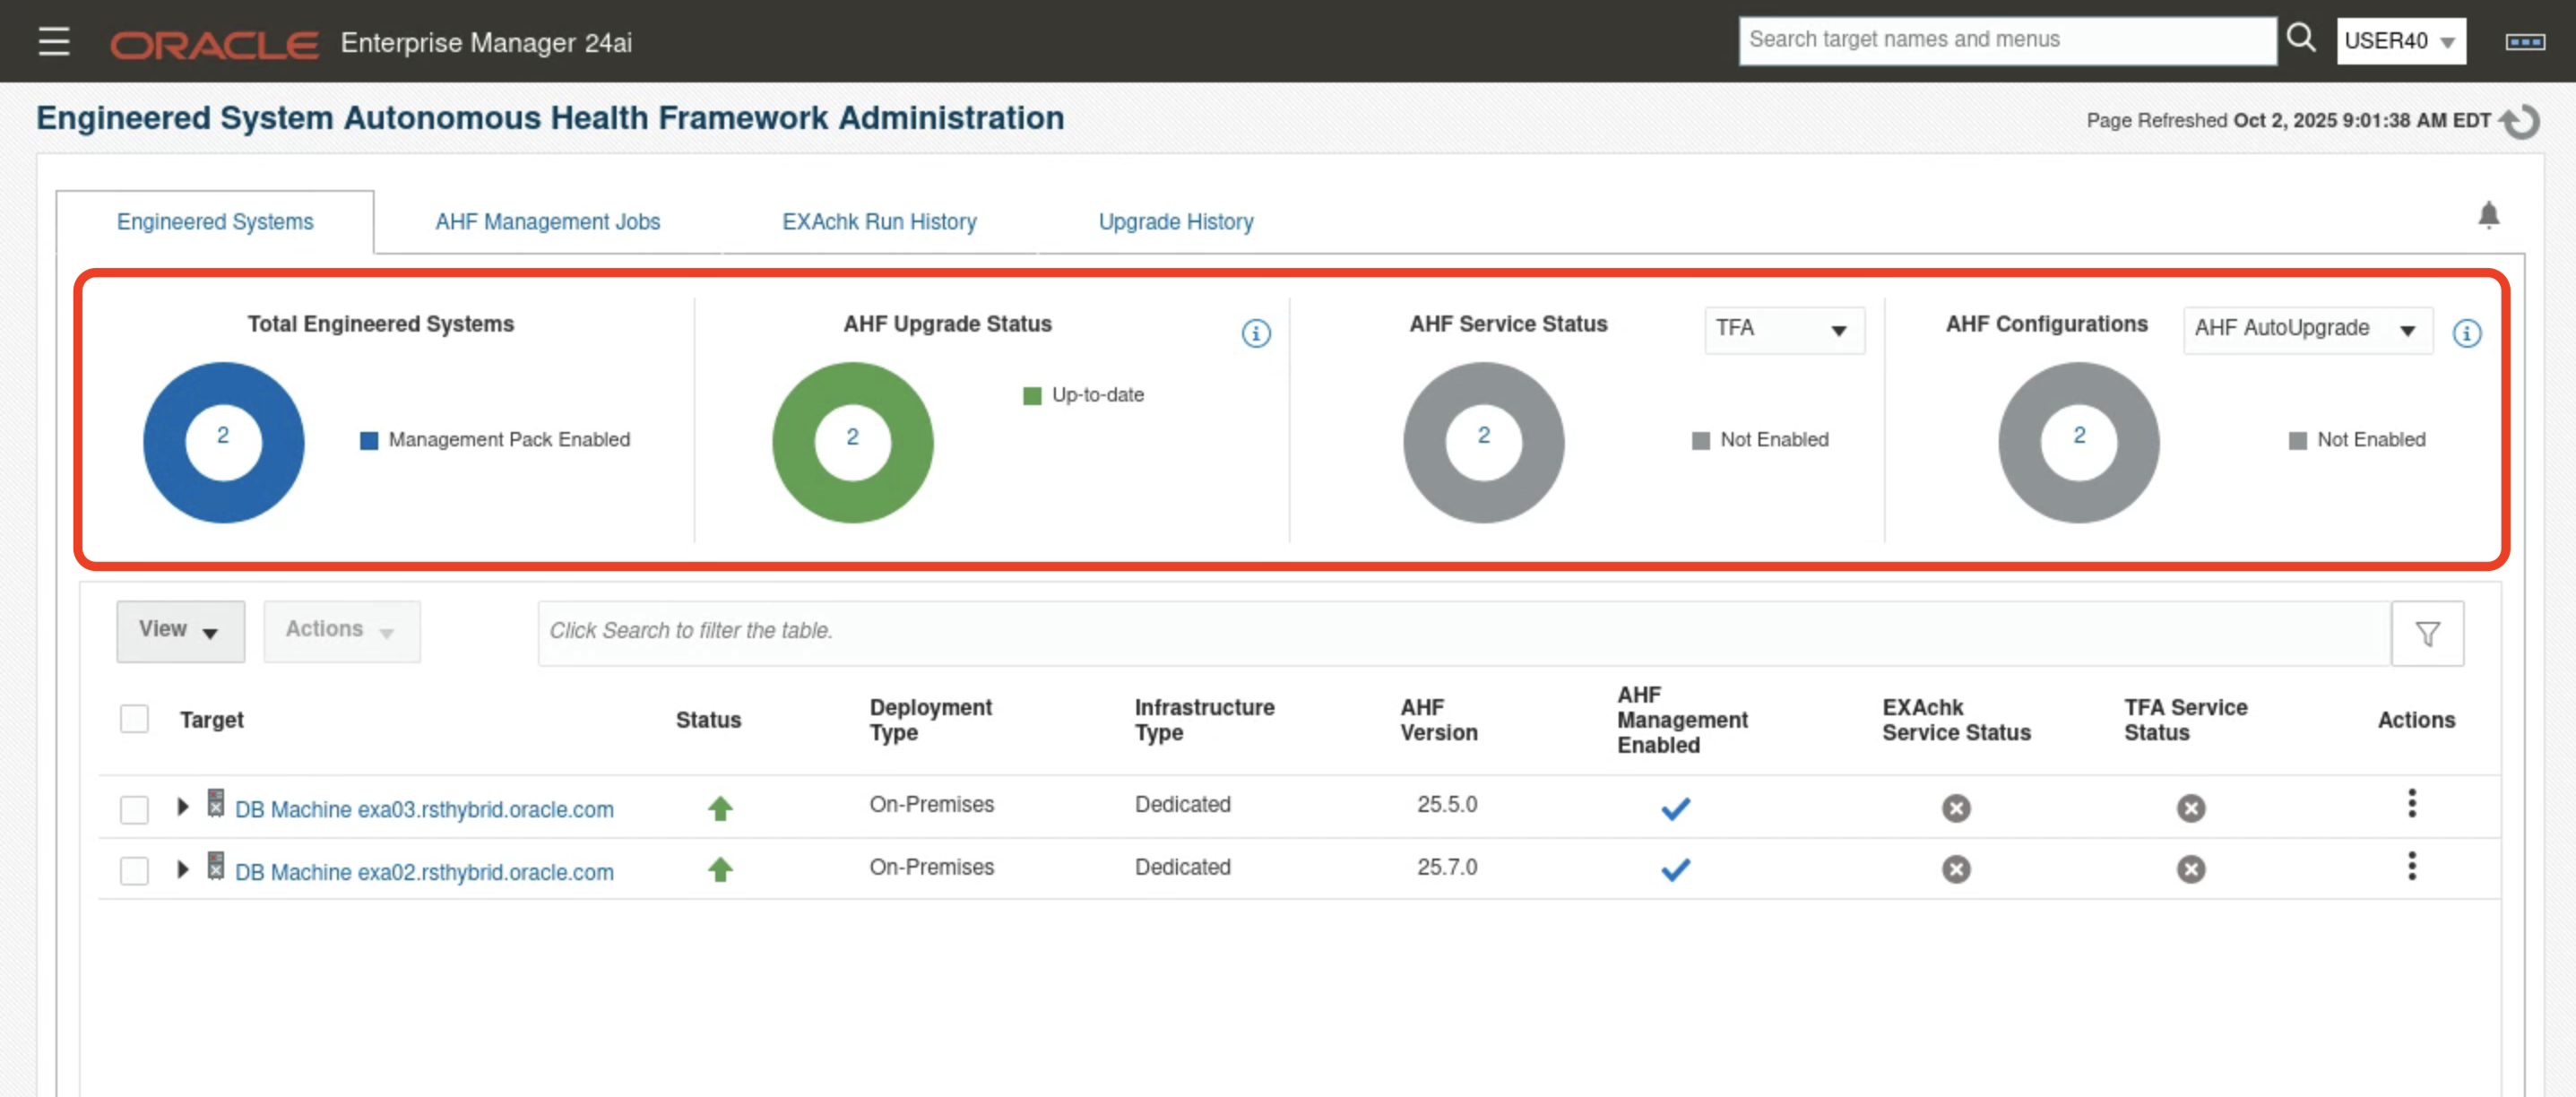 ORACLE Enterprise Manager 24ai
Search target names and menus
USER40
Engineered System Autonomous Health Framework Administration
Page Refreshed Oct 2, 2025 9:01:38 AM EDT
Engineered Systems
AHF Management Jobs
EXAchk Run History
Upgrade History
Total Engineered Systems
2
Management Pack Enabled
AHF Upgrade Status
2
Up-to-date
AHF Service Status
TFA
2
Not Enabled
AHF Configurations
AHF AutoUpgrade
2
Not Enabled
View
Actions
Click Search to filter the table.
Target
Status
Deployment
Type
Infrastructure
Type
AHF
Version
AHF
Management
Enabled
EXAchk
Service Status
TFA Service
Status
Actions
DB Machine exa03.rsthybrid.oracle.com On-Premises Dedicated 25.5.0
DB Machine exa02.rsthybrid.oracle.com On-Premises Dedicated 25.7.0